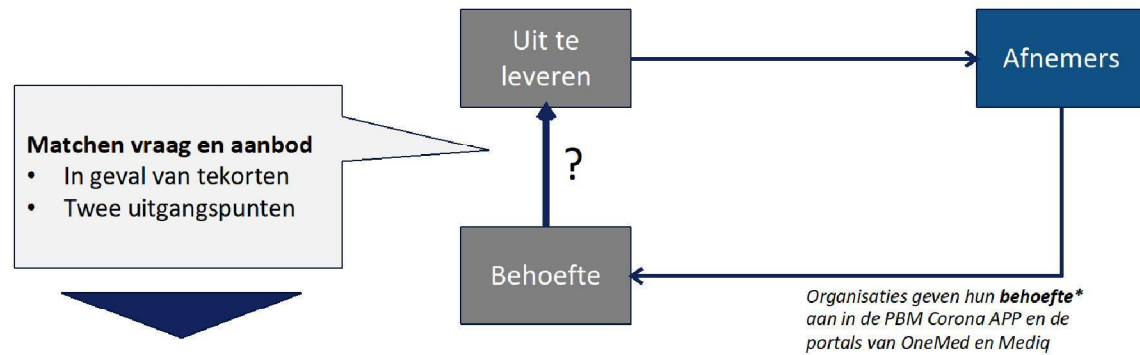 Uit te
leveren
Afnemers
Matchen vraag en aanbod
• In geval van tekorten
• Twee uitgangspunten
?
Behoefte
Organisaties geven hun behoefte*
aan in de PBM Corona APP en de
portals van OneMed en Mediq